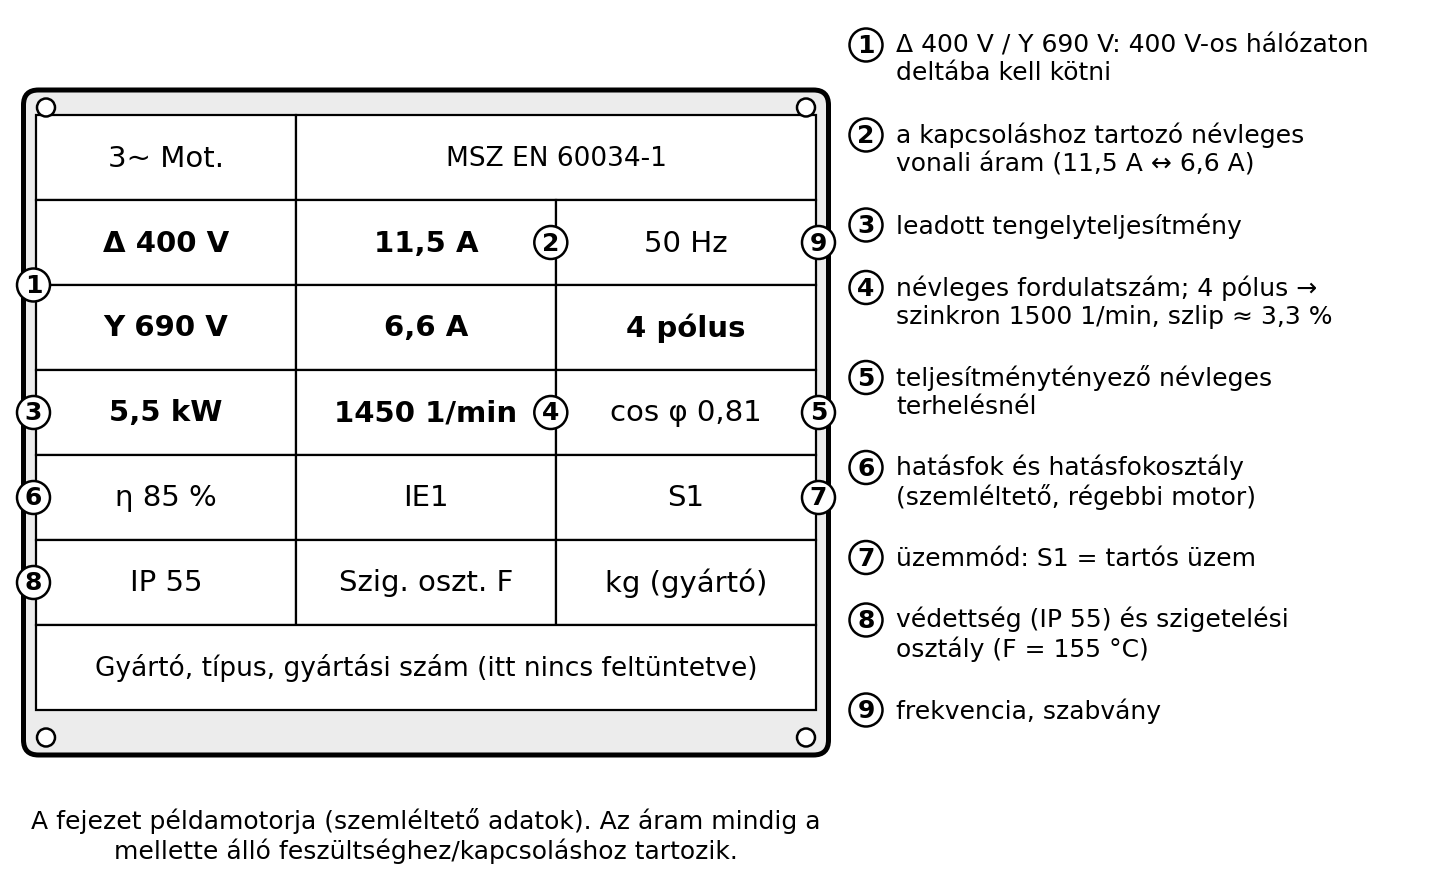 3~ Mot.
MSZ EN 60034-1
Δ 400 V
11,5 A
2
50 Hz
9
1
Y 690 V
6,6 A
4 pólus
3
5,5 kW
1450 1/min
4
cos φ 0,81
5
6
η 85 %
IE1
S1
7
8
IP 55
Szig. oszt. F
kg (gyártó)
Gyártó, típus, gyártási szám (itt nincs feltüntetve)
1 Δ 400 V / Y 690 V: 400 V-os hálózaton
deltába kell kötni
2 a kapcsoláshoz tartozó névleges
vonali áram (11,5 A ↔ 6,6 A)
3 leadott tengelyteljesítmény
4 névleges fordulatszám; 4 pólus →
szinkron 1500 1/min, szlip ≈ 3,3 %
5 teljesítménytényező névleges
terhelésnél
6 hatásfok és hatásfokosztály
(szemléltető, régebbi motor)
7 üzemmód: S1 = tartós üzem
8 védettség (IP 55) és szigetelési
osztály (F = 155 °C)
9 frekvencia, szabvány
A fejezet példamotorja (szemléltető adatok). Az áram mindig a
mellette álló feszültséghez/kapcsoláshoz tartozik.